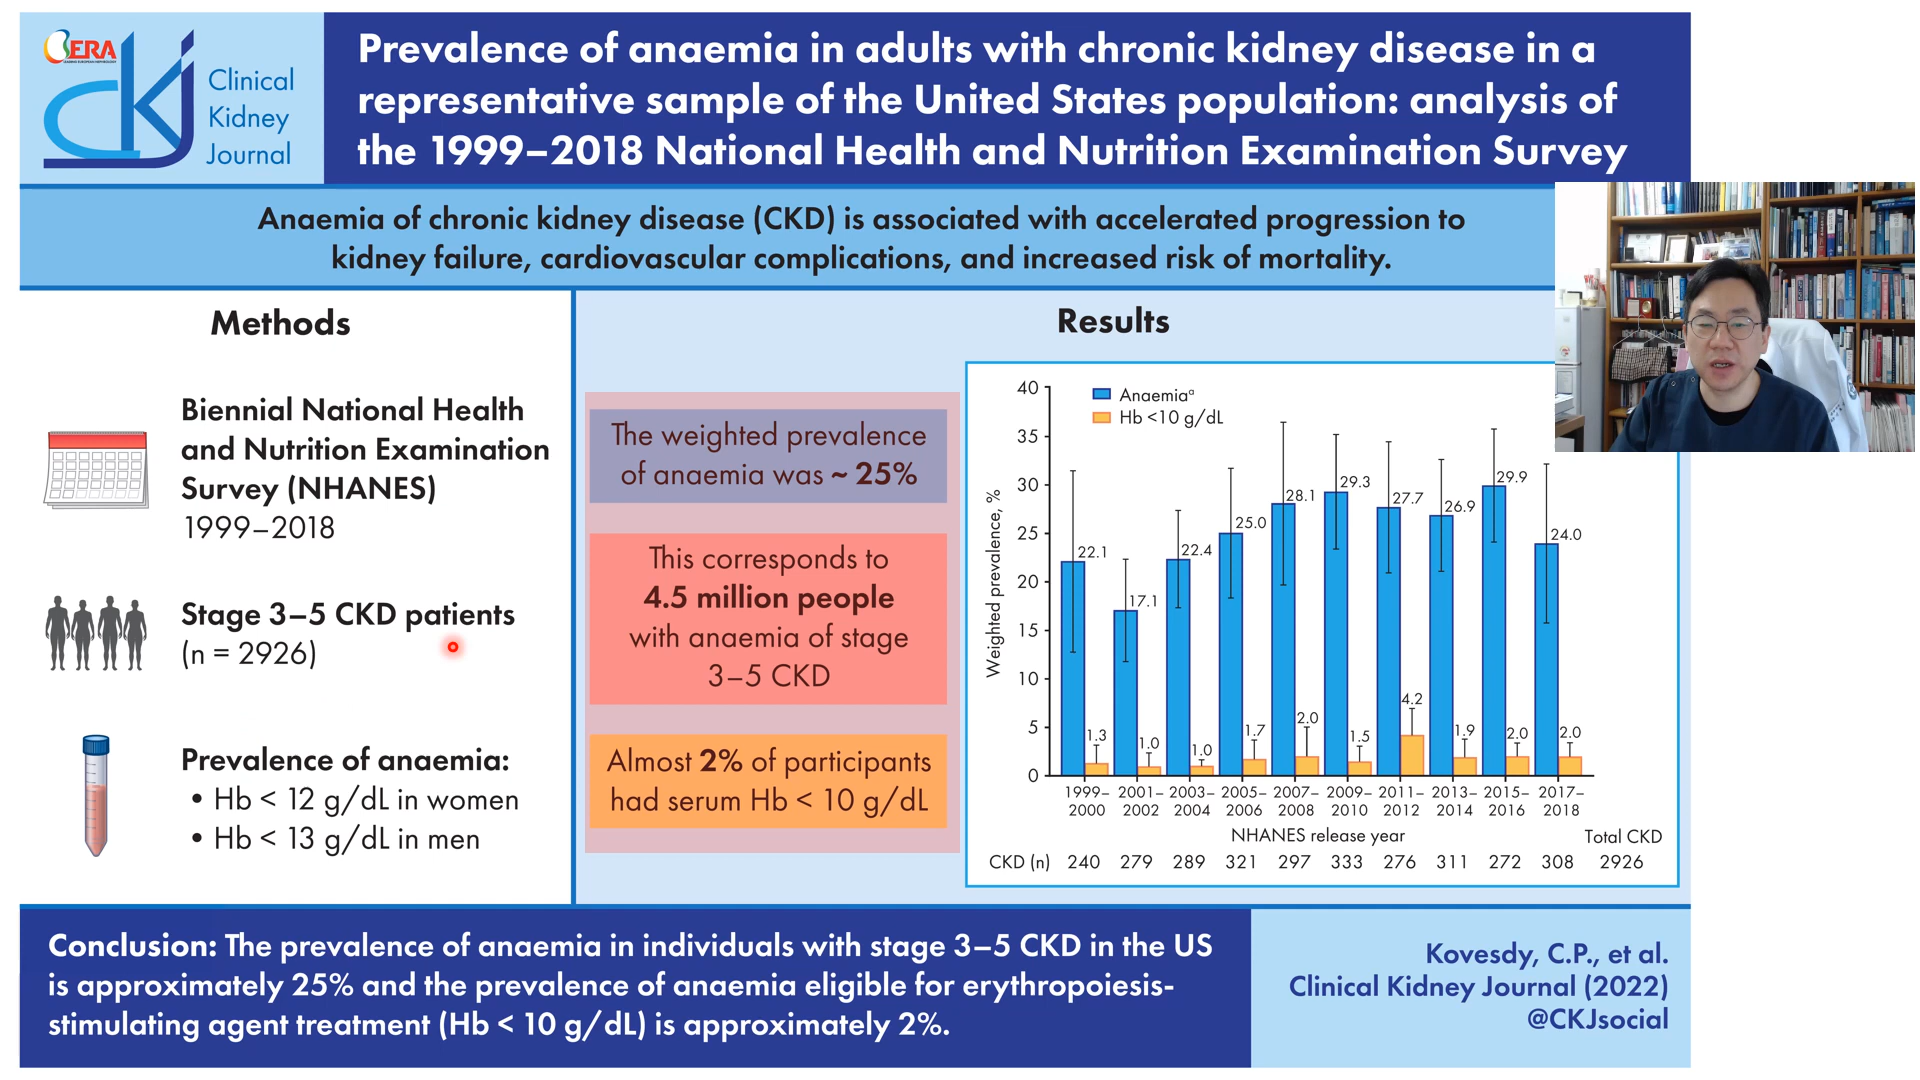 ERA
CKJ
Clinical
Kidney
Journal
Prevalence of anaemia in adults with chronic kidney disease in a
representative sample of the United States population: analysis of
the 1999–2018 National Health and Nutrition Examination Survey
Anaemia of chronic kidney disease (CKD) is associated with accelerated progression to
kidney failure, cardiovascular complications, and increased risk of mortality.
Methods
Biennial National Health
and Nutrition Examination
Survey (NHANES)
1999–2018
Stage 3–5 CKD patients
(n = 2926)
Prevalence of anaemia:
• Hb < 12 g/dL in women
• Hb < 13 g/dL in men
Results
The weighted prevalence
of anaemia was ~ 25%
This corresponds to
4.5 million people
with anaemia of stage
3–5 CKD
Almost 2% of participants
had serum Hb < 10 g/dL
Anaemiaᵃ
Hb <10 g/dL
Weighted prevalence, %
40
35
30
25
20
15
10
5
0
22.1
17.1
22.4
25.0
28.1
29.3
27.7
26.9
29.9
24.0
1.3
1.0
1.0
1.7
2.0
1.5
4.2
1.9
2.0
2.0
1999– 2001– 2003– 2005– 2007– 2009– 2011– 2013– 2015– 2017–
2000 2002 2004 2006 2008 2010 2012 2014 2016 2018
NHANES release year
Total CKD
CKD (n) 240 279 289 321 297 333 276 311 272 308 2926
Conclusion: The prevalence of anaemia in individuals with stage 3–5 CKD in the US
is approximately 25% and the prevalence of anaemia eligible for erythropoiesis-
stimulating agent treatment (Hb < 10 g/dL) is approximately 2%.
Kovesdy, C.P., et al.
Clinical Kidney Journal (2022)
@CKJsocial